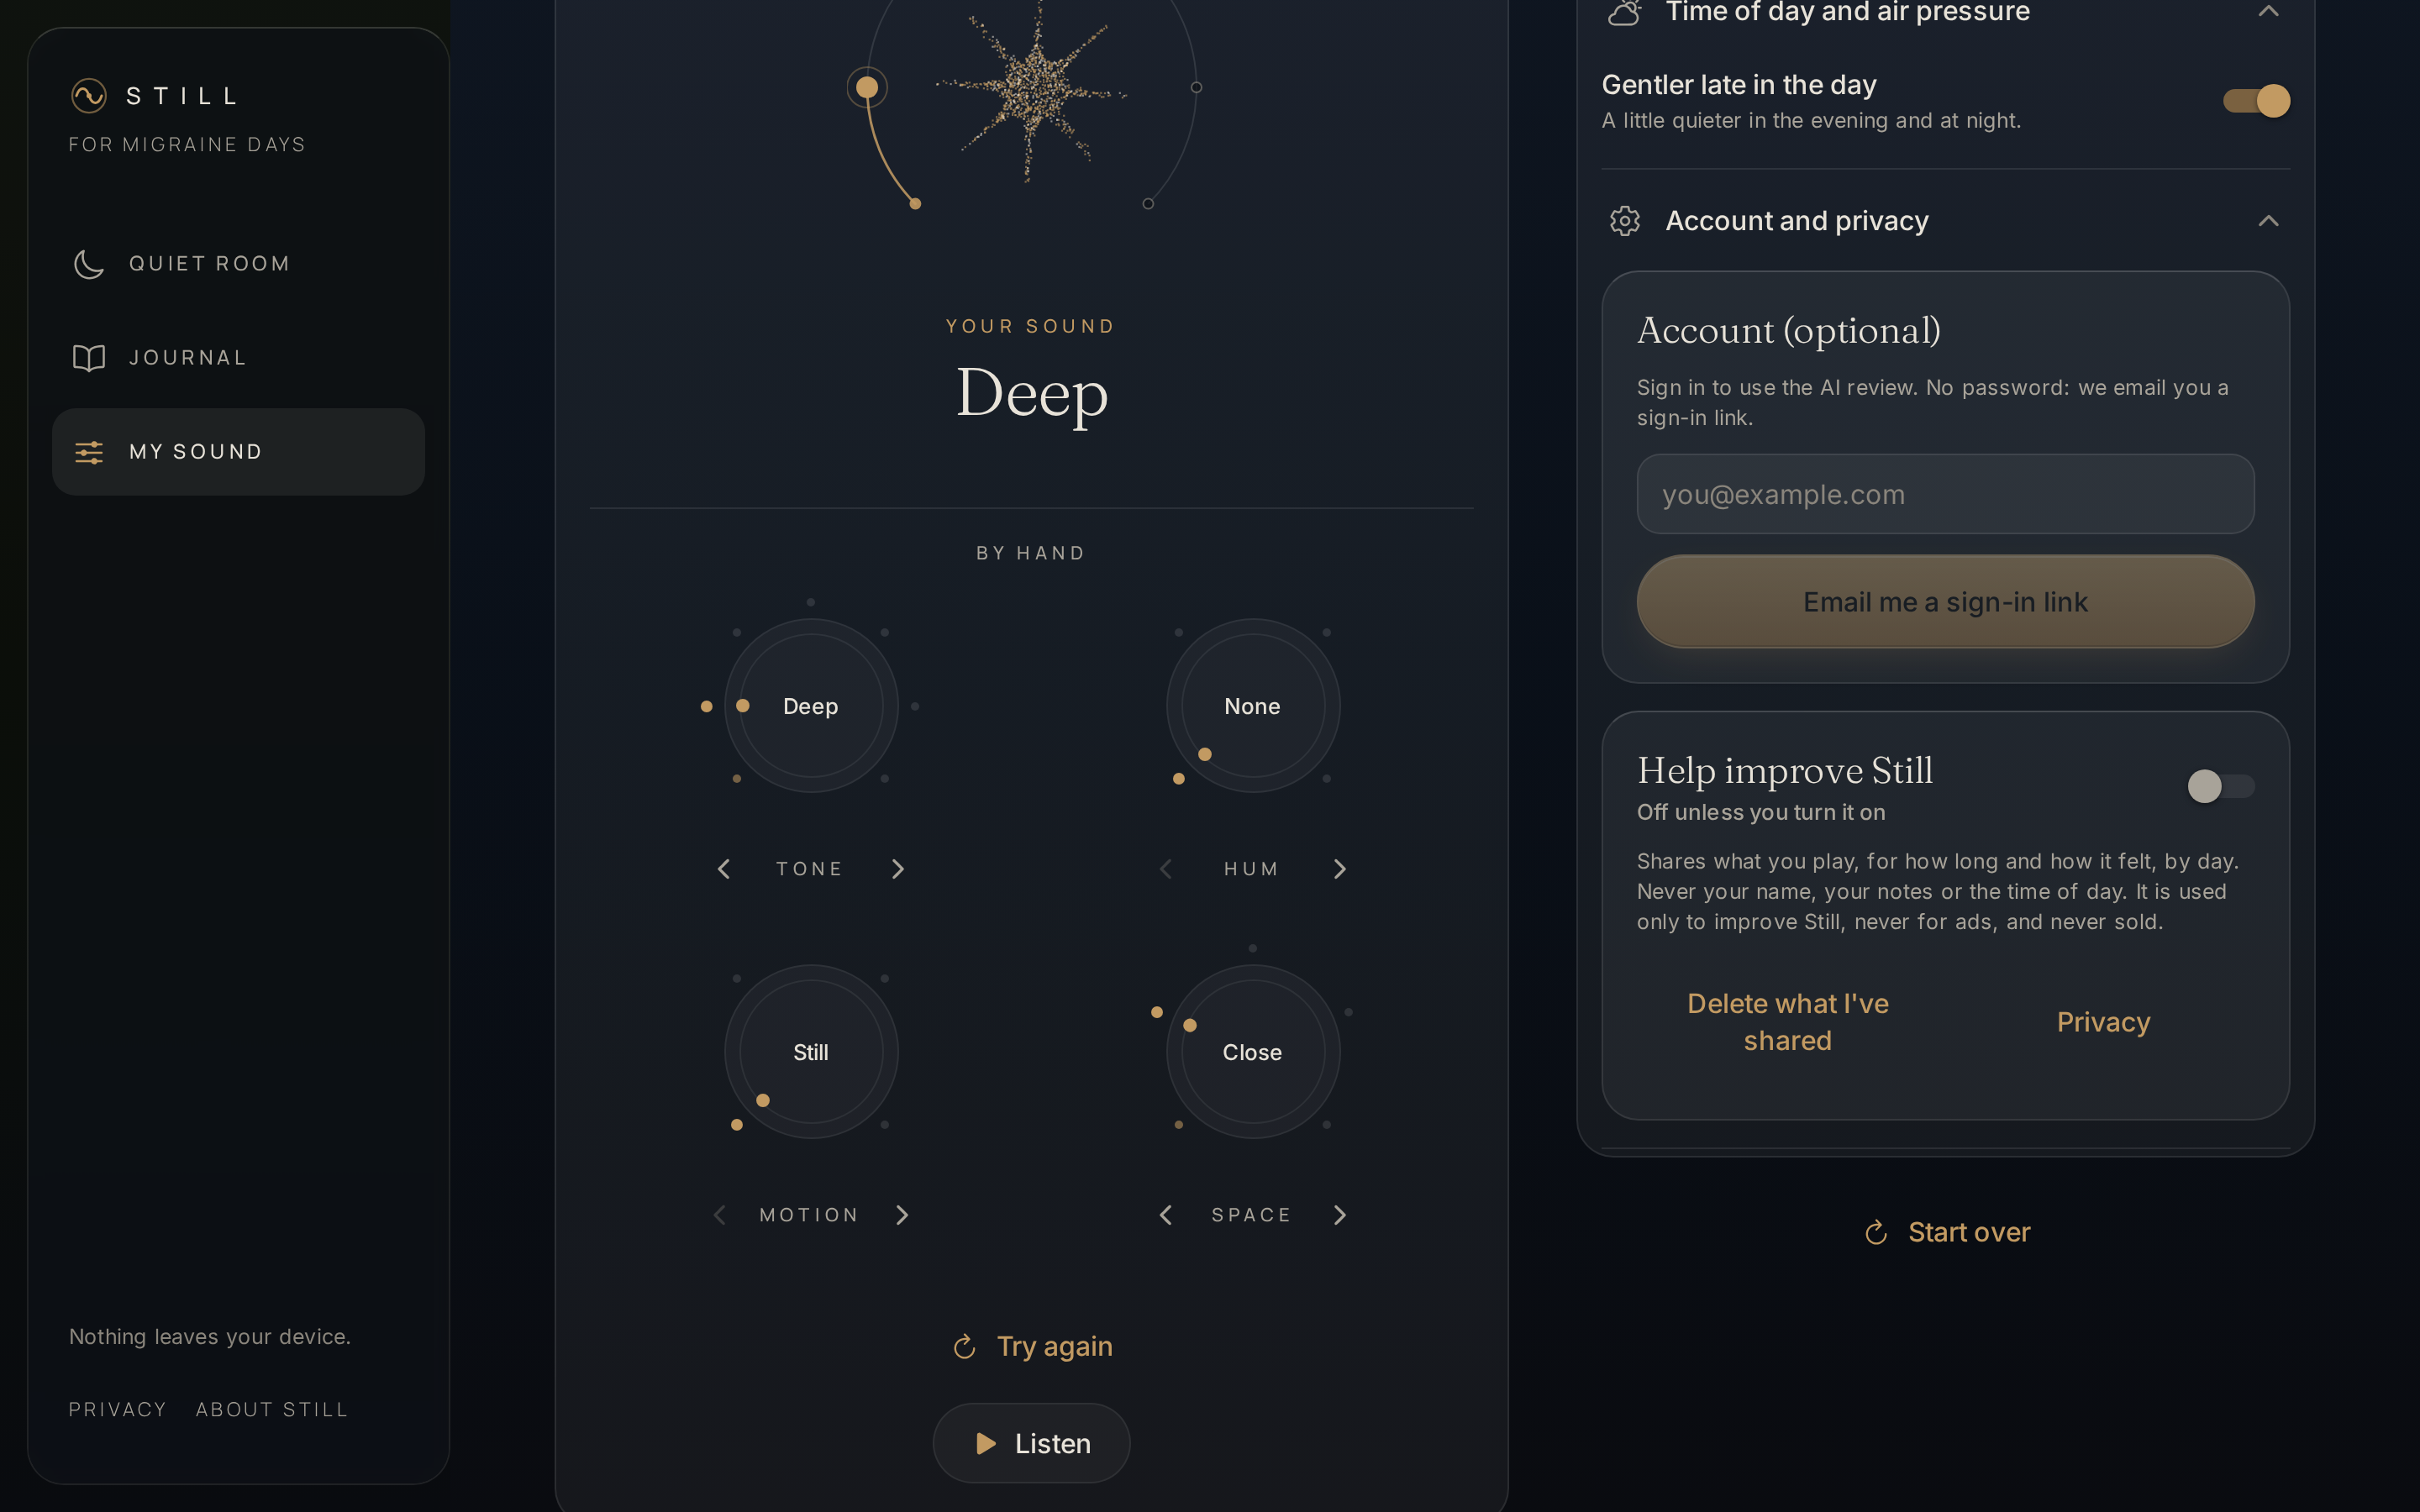 STILL
FOR MIGRAINE DAYS
QUIET ROOM
JOURNAL
MY SOUND
Nothing leaves your device.
PRIVACY ABOUT STILL
YOUR SOUND
Deep
BY HAND
Deep
None
TONE
HUM
Still
Close
MOTION
SPACE
Try again
Listen
Time of day and air pressure
Gentler late in the day
A little quieter in the evening and at night.
Account and privacy
Account (optional)
Sign in to use the AI review. No password: we email you a
sign-in link.
you@example.com
Email me a sign-in link
Help improve Still
Off unless you turn it on
Shares what you play, for how long and how it felt, by day.
Never your name, your notes or the time of day. It is used
only to improve Still, never for ads, and never sold.
Delete what I've
shared
Privacy
Start over